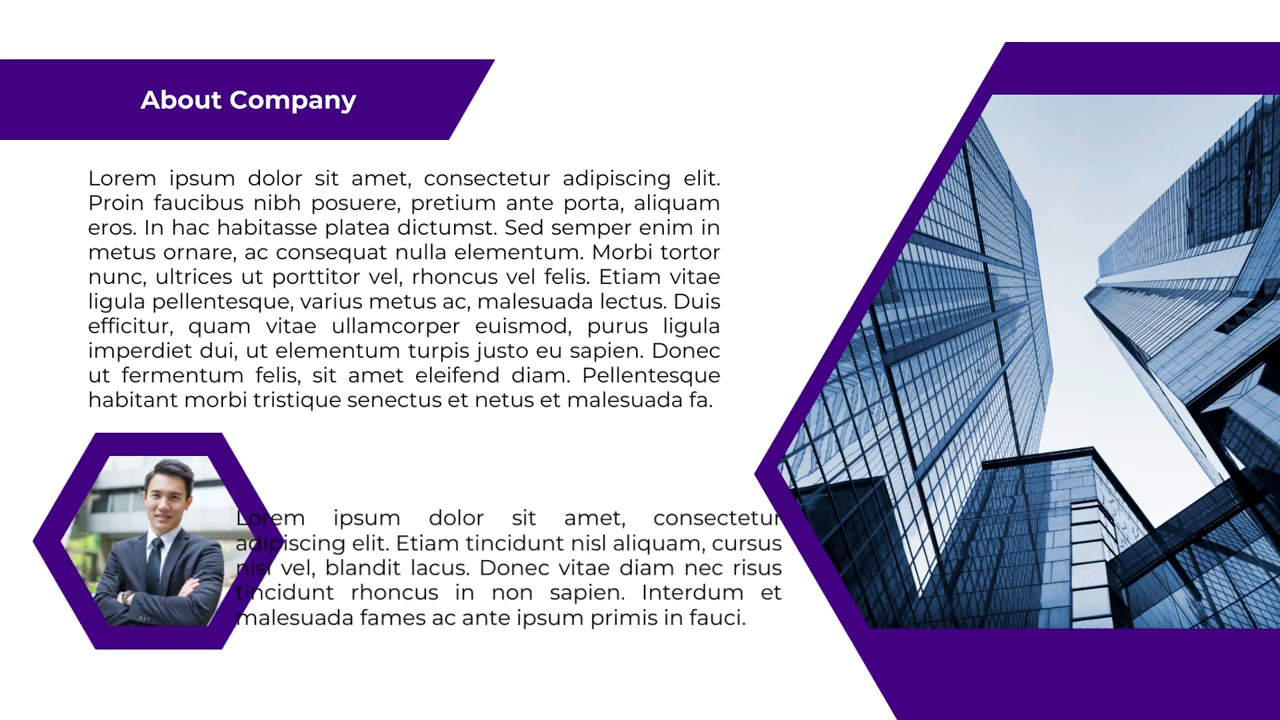 About Company
Lorem ipsum dolor sit amet, consectetur adipiscing elit.
Proin faucibus nibh posuere, pretium ante porta, aliquam
eros. In hac habitasse platea dictumst. Sed semper enim in
metus ornare, ac consequat nulla elementum. Morbi tortor
nunc, ultrices ut porttitor vel, rhoncus vel felis. Etiam vitae
ligula pellentesque, varius metus ac, malesuada lectus. Duis
efficitur, quam vitae ullamcorper euismod, purus ligula
imperdiet dui, ut elementum turpis justo eu sapien. Donec
ut fermentum felis, sit amet eleifend diam. Pellentesque
habitant morbi tristique senectus et netus et malesuada fa.
Lorem ipsum dolor sit amet, consectetur
adipiscing elit. Etiam tincidunt nisl aliquam, cursus
nisl vel, blandit lacus. Donec vitae diam nec risus
tincidunt rhoncus in non sapien. Interdum et
malesuada fames ac ante ipsum primis in fauci.